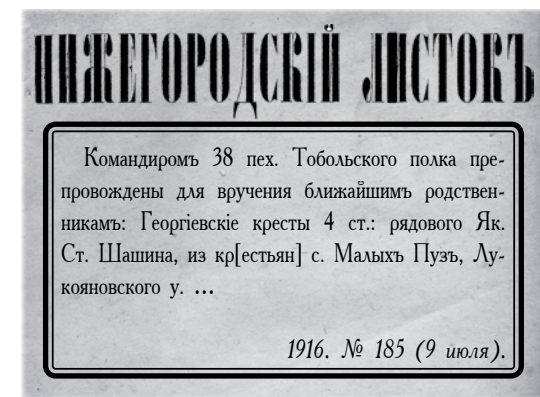 НИЖЕГОРОДСКІЙ ЛИСТОКЪ
Командиромъ 38 пех. Тобольского полка пре-
провождены для вручения ближайшимъ родствен-
никамъ: Георгіевскіе кресты 4 ст.: рядового Як.
Ст. Шашина, из кр[естьян] с. Малыхъ Пузъ, Лу-
кояновского у. ...
1916. № 185 (9 июля).